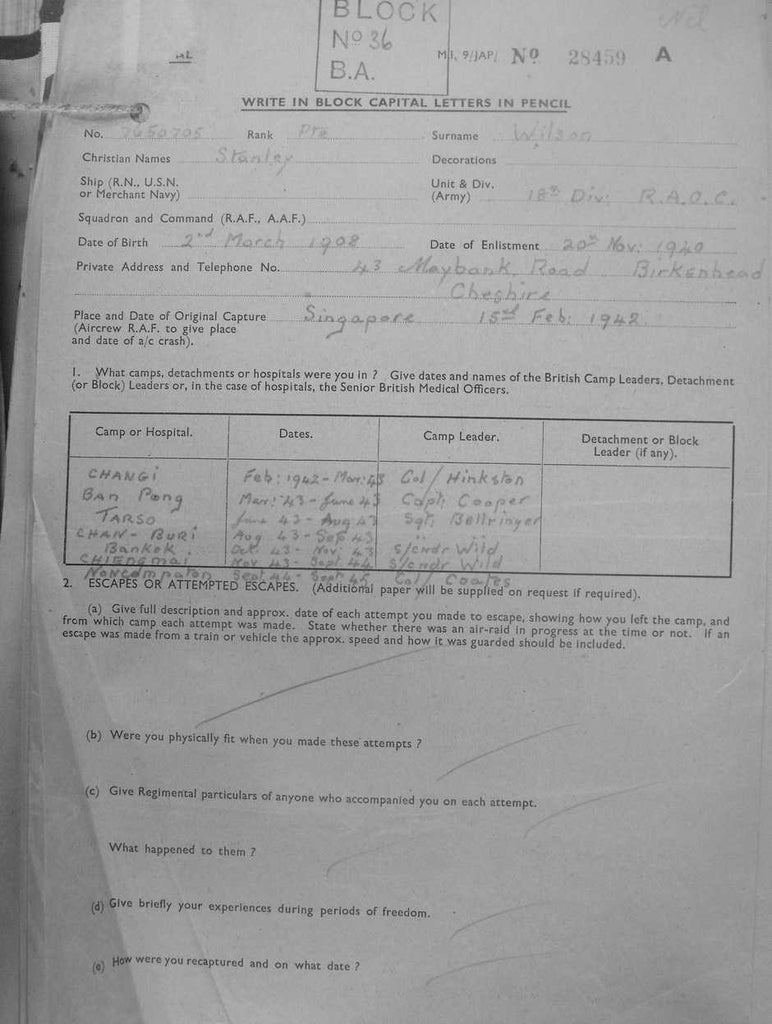 BLOCK
Nº 36
B.A.
Nil
M.I. 9/JAP/ Nº 28459 A
WRITE IN BLOCK CAPITAL LETTERS IN PENCIL
No. 7650705 Rank Pte Surname Wilson
Christian Names Stanley Decorations
Ship (R.N., U.S.N. or Merchant Navy)
Unit & Div. (Army) 18th Div: R.A.O.C.
Squadron and Command (R.A.F., A.A.F.)
Date of Birth 2nd March 1908 Date of Enlistment 20th Nov: 1940
Private Address and Telephone No. 43 Maybank Road Birkenhead
Cheshire
Place and Date of Original Capture Singapore 15th Feb: 1942
(Aircrew R.A.F. to give place
and date of a/c crash).
1. What camps, detachments or hospitals were you in ? Give dates and names of the British Camp Leaders, Detachment
(or Block) Leaders or, in the case of hospitals, the Senior British Medical Officers.
Camp or Hospital. Dates. Camp Leader. Detachment or Block Leader (if any).
CHANGI Feb: 1942 - Mar: 43 Col/ Hinkston
Ban Pong Mar: 43 - June 43 Capt Cooper
TARSO June 43 - Aug 43 Sgt. Bellringer
CHAN-BURI Aug 43 - Sep 43
Bankok Oct. 43 - Nov. 43 S/cmdr Wild
CHIENGMAI Nov 43 - Sept 44 S/cmdr Wild
Sept 44 - Sept 45 Col/ Coates
2. ESCAPES OR ATTEMPTED ESCAPES. (Additional paper will be supplied on request if required).
(a) Give full description and approx. date of each attempt you made to escape, showing how you left the camp, and
from which camp each attempt was made. State whether there was an air-raid in progress at the time or not. If an
escape was made from a train or vehicle the approx. speed and how it was guarded should be included.
(b) Were you physically fit when you made these attempts ?
(c) Give Regimental particulars of anyone who accompanied you on each attempt.
What happened to them ?
(d) Give briefly your experiences during periods of freedom.
(e) How were you recaptured and on what date ?